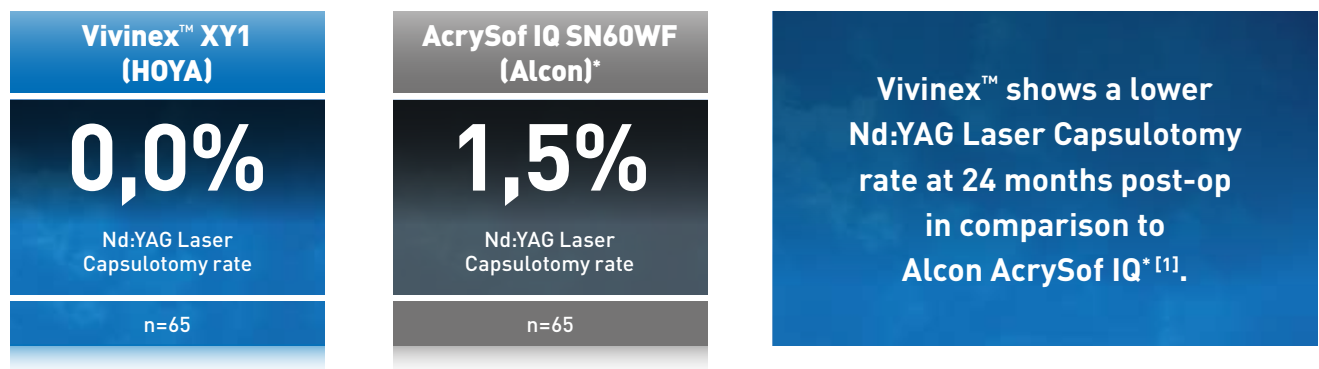 Vivinex™ XY1
(HOYA)
0,0%
Nd:YAG Laser
Capsulotomy rate
n=65
AcrySof IQ SN60WF
(Alcon)*
1,5%
Nd:YAG Laser
Capsulotomy rate
n=65
Vivinex™ shows a lower
Nd:YAG Laser Capsulotomy
rate at 24 months post-op
in comparison to
Alcon AcrySof IQ* [1].